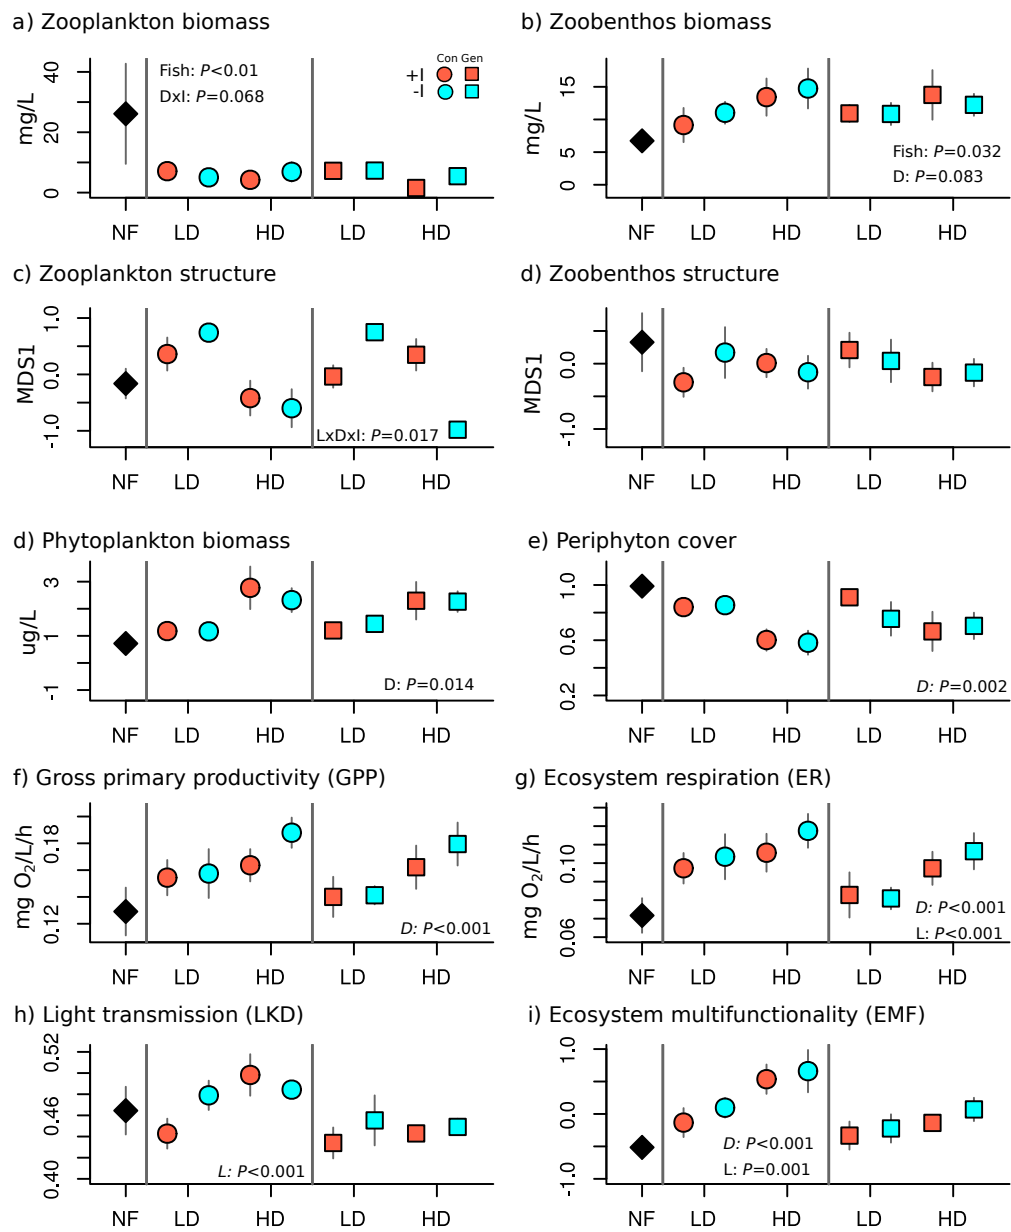 a) Zooplankton biomass
mg/L
40
20
0
Fish: P<0.01
DxI: P=0.068
Con Gen
+I
-I
NF LD HD LD HD
b) Zoobenthos biomass
mg/L
15
5
0
Fish: P=0.032
D: P=0.083
NF LD HD LD HD
c) Zooplankton structure
MDS1
1.0
0.0
-1.0
LxDxI: P=0.017
NF LD HD LD HD
d) Zoobenthos structure
MDS1
0.0
-1.0
NF LD HD LD HD
d) Phytoplankton biomass
ug/L
3
1
-1
D: P=0.014
NF LD HD LD HD
e) Periphyton cover
1.0
0.6
0.2
D: P=0.002
NF LD HD LD HD
f) Gross primary productivity (GPP)
mg O₂/L/h
0.18
0.12
D: P<0.001
NF LD HD LD HD
g) Ecosystem respiration (ER)
mg O₂/L/h
0.10
0.06
D: P<0.001
L: P<0.001
NF LD HD LD HD
h) Light transmission (LKD)
0.52
0.46
0.40
L: P<0.001
NF LD HD LD HD
i) Ecosystem multifunctionality (EMF)
1.0
0.0
-1.0
D: P<0.001
L: P=0.001
NF LD HD LD HD